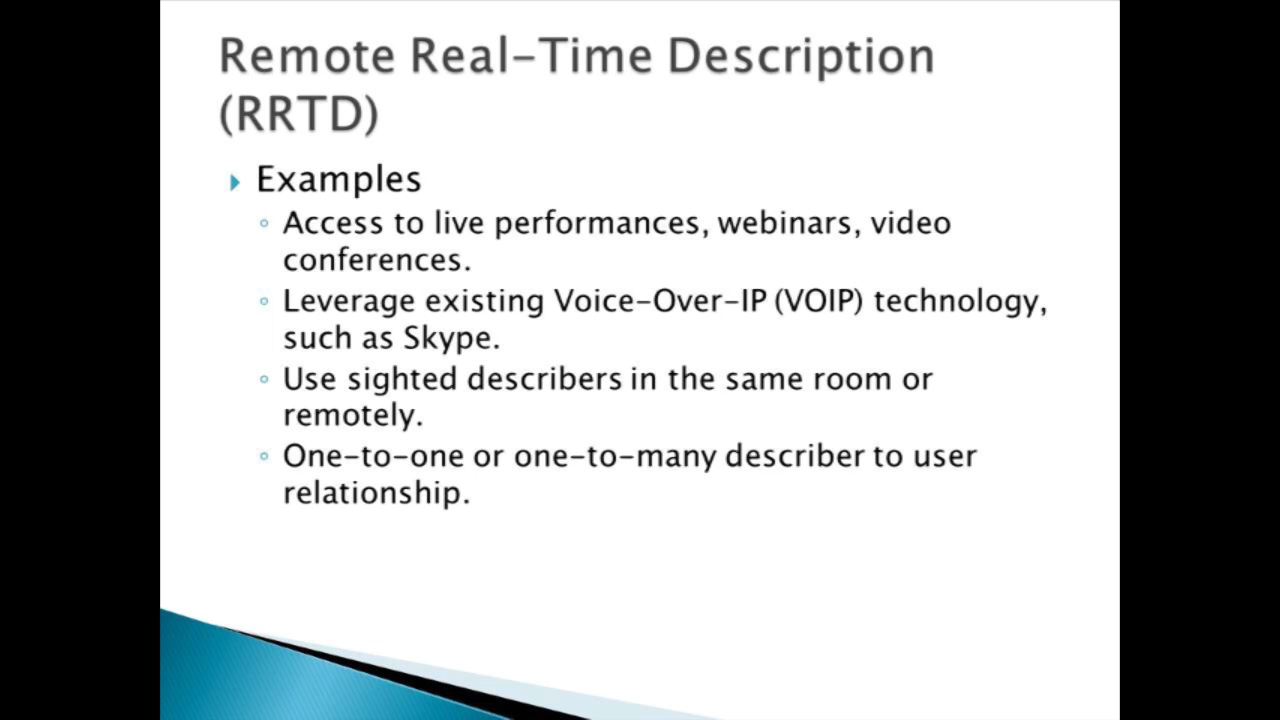 Remote Real-Time Description
(RRTD)
Examples
Access to live performances, webinars, video
conferences.
Leverage existing Voice-Over-IP (VOIP) technology,
such as Skype.
Use sighted describers in the same room or
remotely.
One-to-one or one-to-many describer to user
relationship.